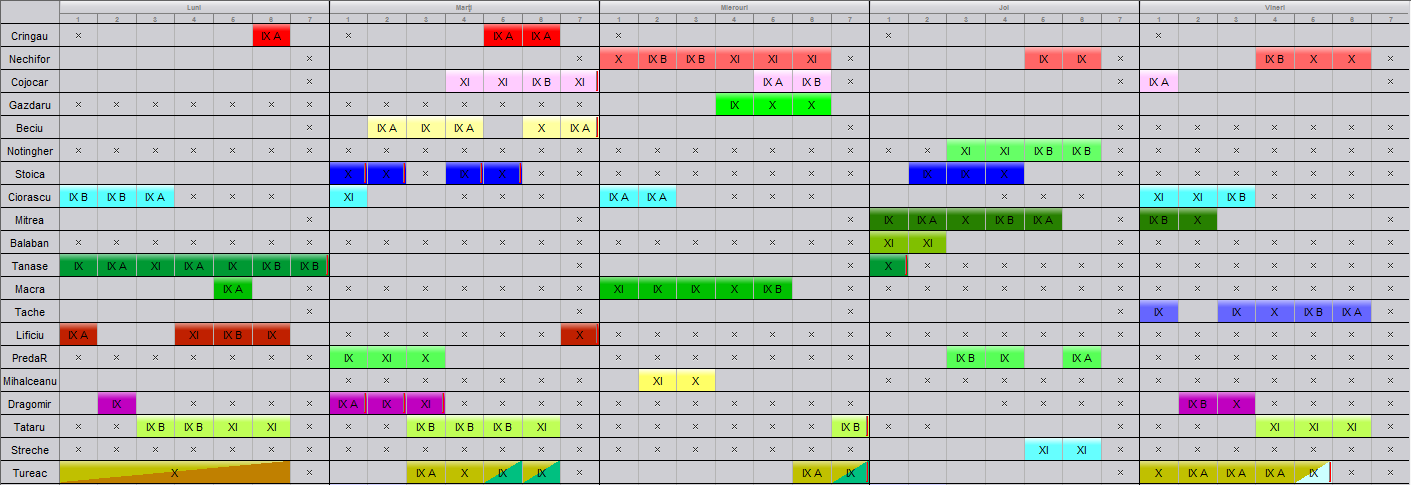 Luni Marţi Miercuri Joi Vineri
1 2 3 4 5 6 7 1 2 3 4 5 6 7 1 2 3 4 5 6 7 1 2 3 4 5 6 7 1 2 3 4 5 6 7
Cringau IX A IX A IX A
Nechifor X IX B IX B XI XI XI IX IX IX B X X
Cojocar XI XI IX B XI IX A IX B IX A
Gazdaru IX X X
Beciu IX A IX IX A X IX A
Notingher XI XI IX B IX B
Stoica X X IX X IX IX X
Ciorascu IX B IX B IX A XI IX A IX A XI XI IX B
Mitrea IX IX A X IX B IX A IX B X
Balaban XI XI
Tanase IX IX A XI IX A IX IX B IX B X
Macra IX A XI IX IX X IX B
Tache IX IX X IX B IX A
Lificiu IX A XI IX B IX X
PredaR IX XI X IX B IX IX A
Mihalceanu XI X
Dragomir IX IX A IX XI IX B X
Tataru IX B IX B XI XI IX B IX B IX B XI IX B XI XI XI
Streche XI XI
Tureac X IX A X IX IX IX A IX X IX A IX A IX A IX